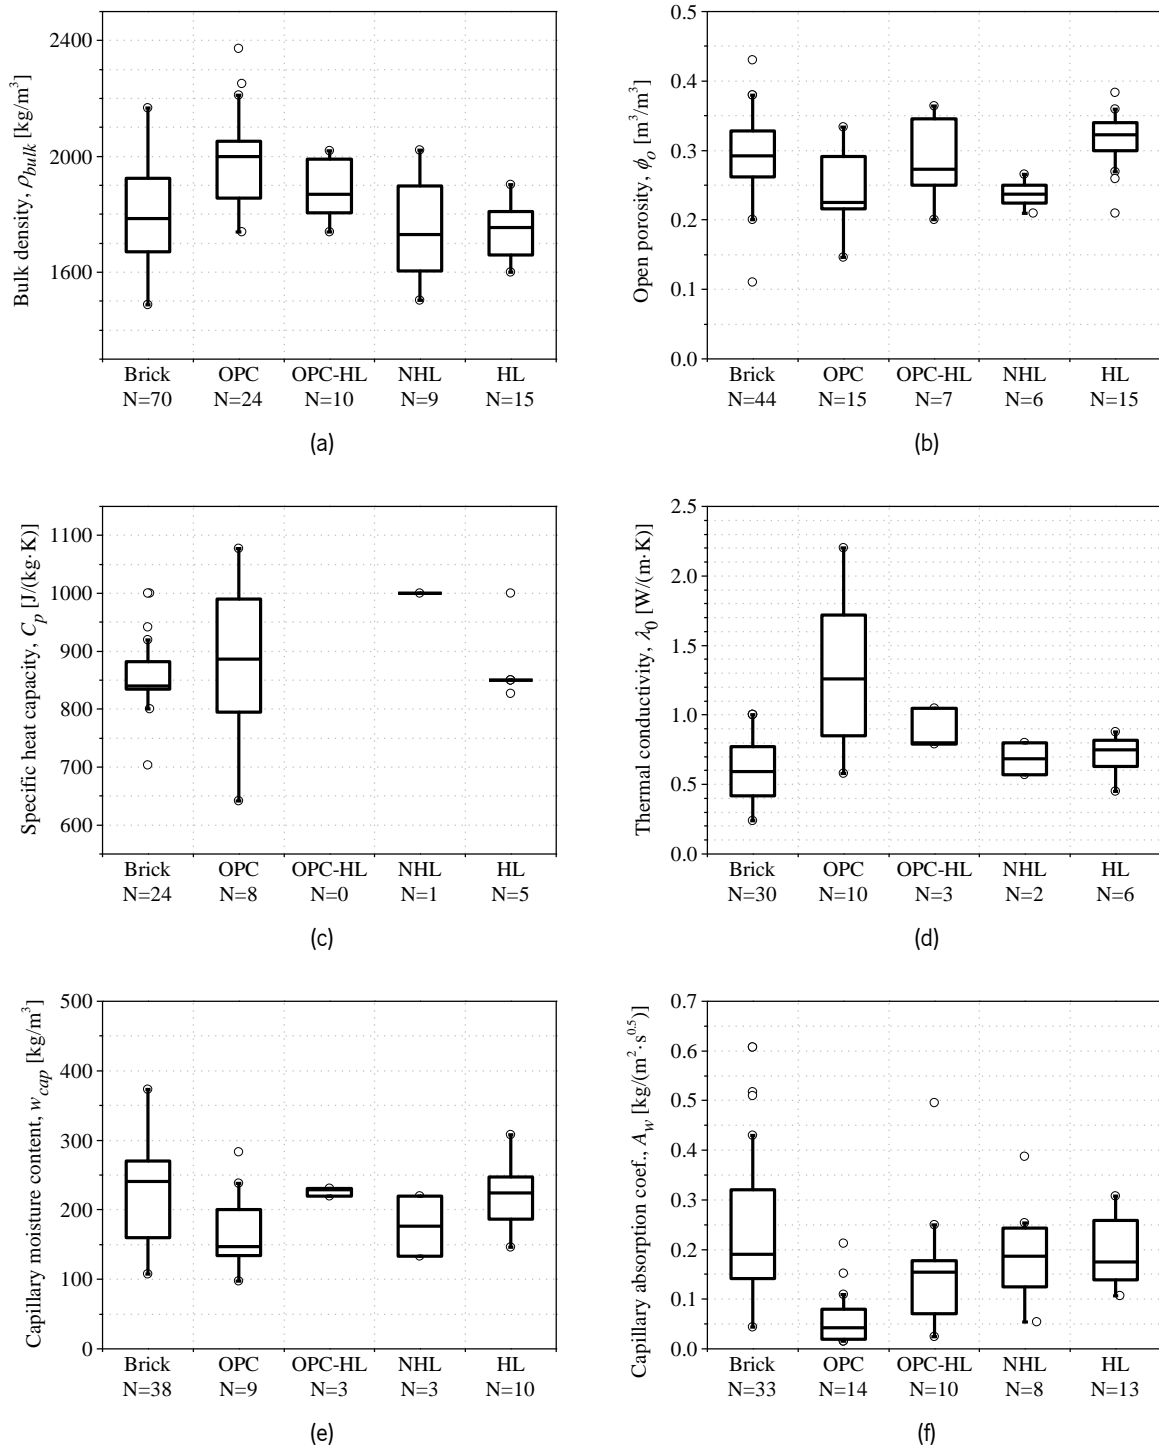 Bulk density, ρbulk [kg/m³]
2400
2000
1600
Brick OPC OPC-HL NHL HL
N=70 N=24 N=10 N=9 N=15
(a)
Open porosity, ϕo [m³/m³]
0.5
0.4
0.3
0.2
0.1
0.0
Brick OPC OPC-HL NHL HL
N=44 N=15 N=7 N=6 N=15
(b)
Specific heat capacity, Cp [J/(kg·K)]
1100
1000
900
800
700
600
Brick OPC OPC-HL NHL HL
N=24 N=8 N=0 N=1 N=5
(c)
Thermal conductivity, λ0 [W/(m·K)]
2.5
2.0
1.5
1.0
0.5
0.0
Brick OPC OPC-HL NHL HL
N=30 N=10 N=3 N=2 N=6
(d)
Capillary moisture content, wcap [kg/m³]
500
400
300
200
100
0
Brick OPC OPC-HL NHL HL
N=38 N=9 N=3 N=3 N=10
(e)
Capillary absorption coef., Aw [kg/(m²·s⁰·⁵)]
0.7
0.6
0.5
0.4
0.3
0.2
0.1
0.0
Brick OPC OPC-HL NHL HL
N=33 N=14 N=10 N=8 N=13
(f)